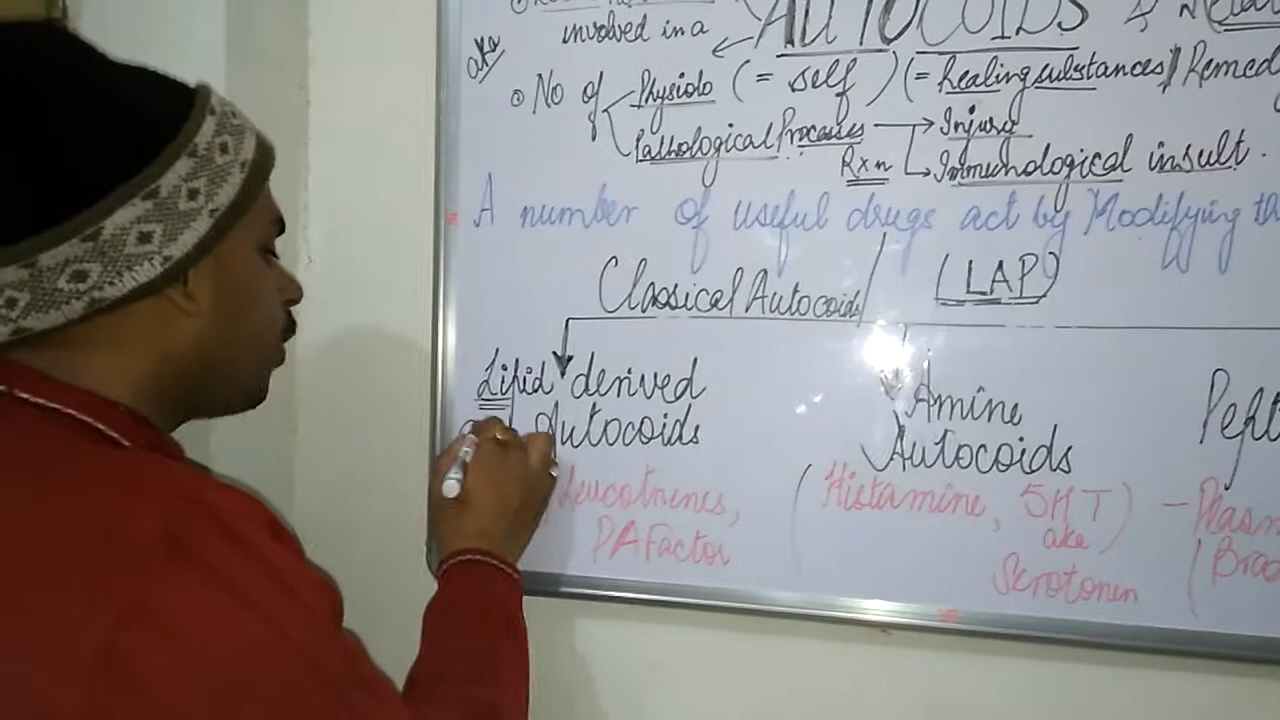 AUTOCOIDS
involved in a
aka
No of Physio (= self) (= healing substances / Remed
Pathological Processes → Injury
Rxn Immunological insult.
A number of useful drugs act by Modifying th
Classical Autocoids / (LAP)
Lipid derived Autocoids
Leucotrienes,
PAFactor
Amine Autocoids
(Histamine, 5HT)
aka
Serotonin
Pept
- Plasm
(Brad